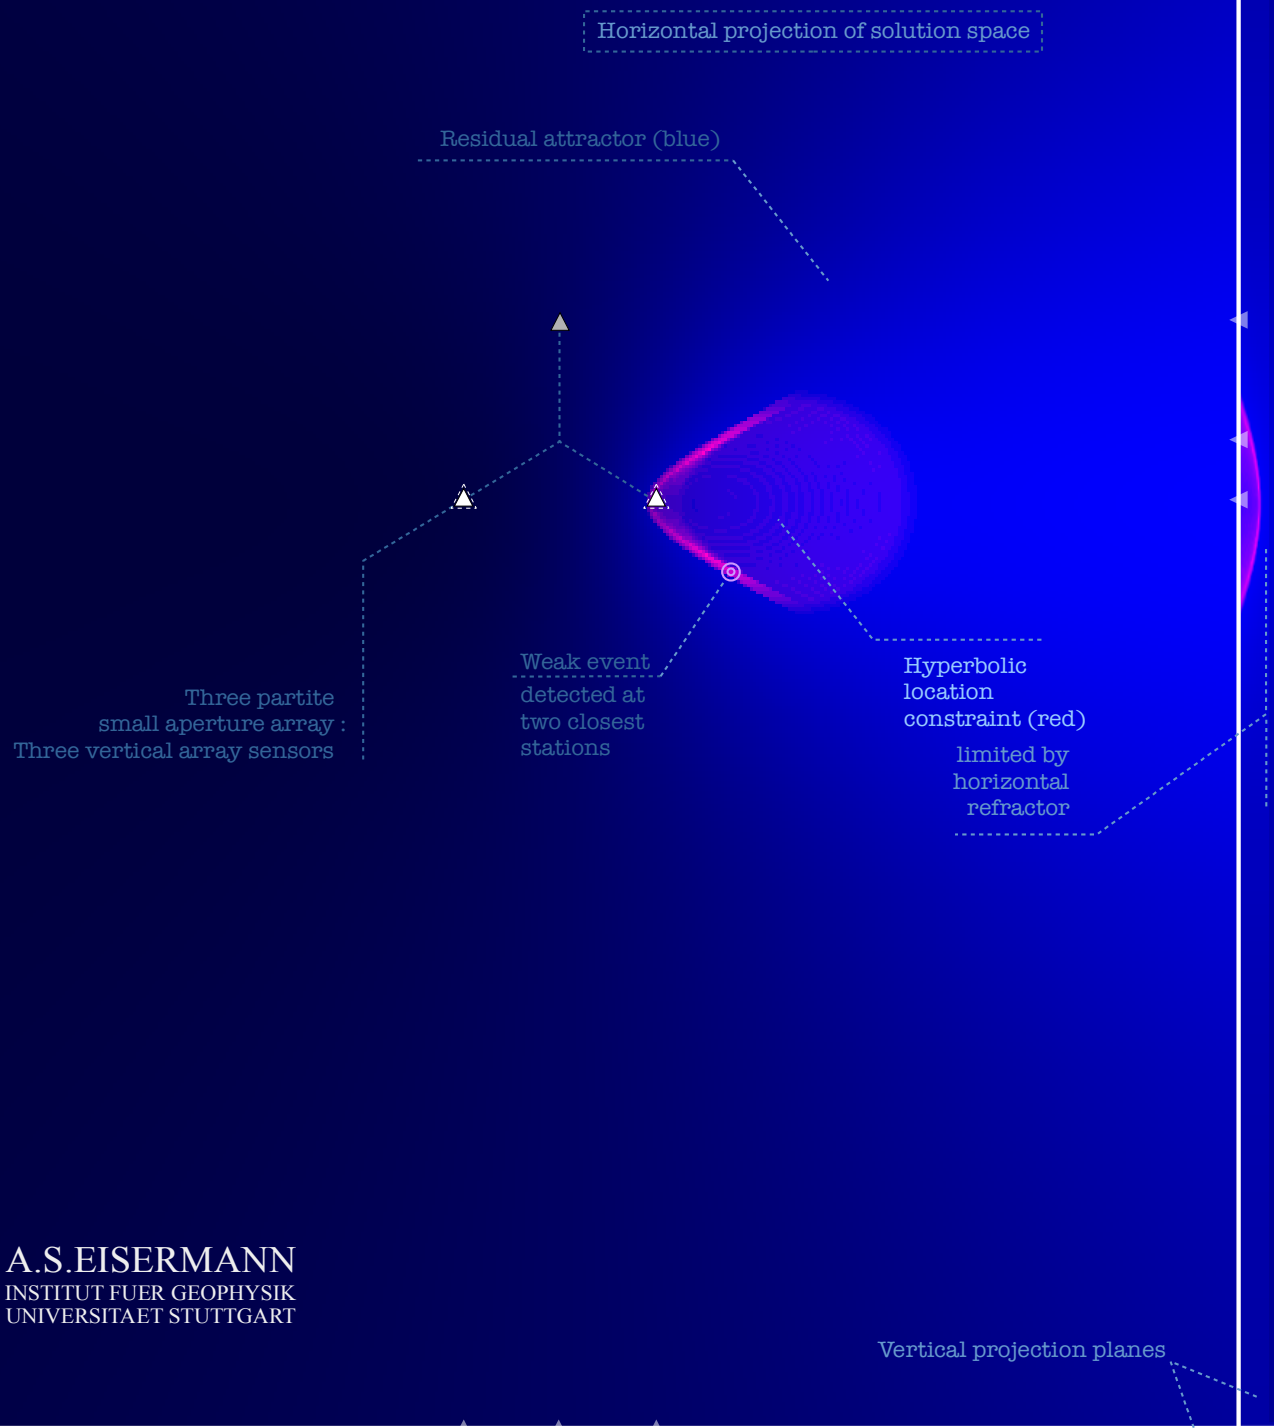 Horizontal projection of solution space
Residual attractor (blue)
Weak event
detected at
two closest
stations
Three partite
small aperture array :
Three vertical array sensors
Hyperbolic
location
constraint (red)
limited by
horizontal
refractor
A.S.EISERMANN
INSTITUT FUER GEOPHYSIK
UNIVERSITAET STUTTGART
Vertical projection planes